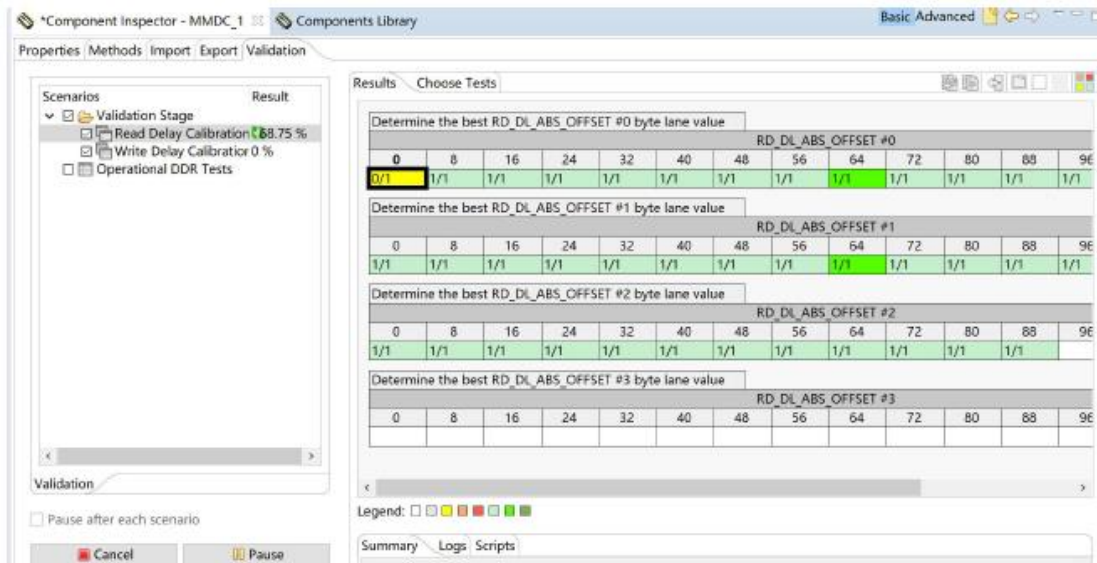 *Component Inspector - MMDC_1 Components Library
Basic Advanced
Properties Methods Import Export Validation
Scenarios Result
Validation Stage
Read Delay Calibration 68.75 %
Write Delay Calibratior 0 %
Operational DDR Tests
Validation
Pause after each scenario
Cancel Pause
Results Choose Tests
Determine the best RD_DL_ABS_OFFSET #0 byte lane value
RD_DL_ABS_OFFSET #0
0 8 16 24 32 40 48 56 64 72 80 88 96
0/1 1/1 1/1 1/1 1/1 1/1 1/1 1/1 1/1 1/1 1/1 1/1 1/1
Determine the best RD_DL_ABS_OFFSET #1 byte lane value
RD_DL_ABS_OFFSET #1
0 8 16 24 32 40 48 56 64 72 80 88 96
1/1 1/1 1/1 1/1 1/1 1/1 1/1 1/1 1/1 1/1 1/1 1/1 1/1
Determine the best RD_DL_ABS_OFFSET #2 byte lane value
RD_DL_ABS_OFFSET #2
0 8 16 24 32 40 48 56 64 72 80 88 96
1/1 1/1 1/1 1/1 1/1 1/1 1/1 1/1 1/1 1/1 1/1 1/1
Determine the best RD_DL_ABS_OFFSET #3 byte lane value
RD_DL_ABS_OFFSET #3
0 8 16 24 32 40 48 56 64 72 80 88 96
Legend:
Summary Logs Scripts